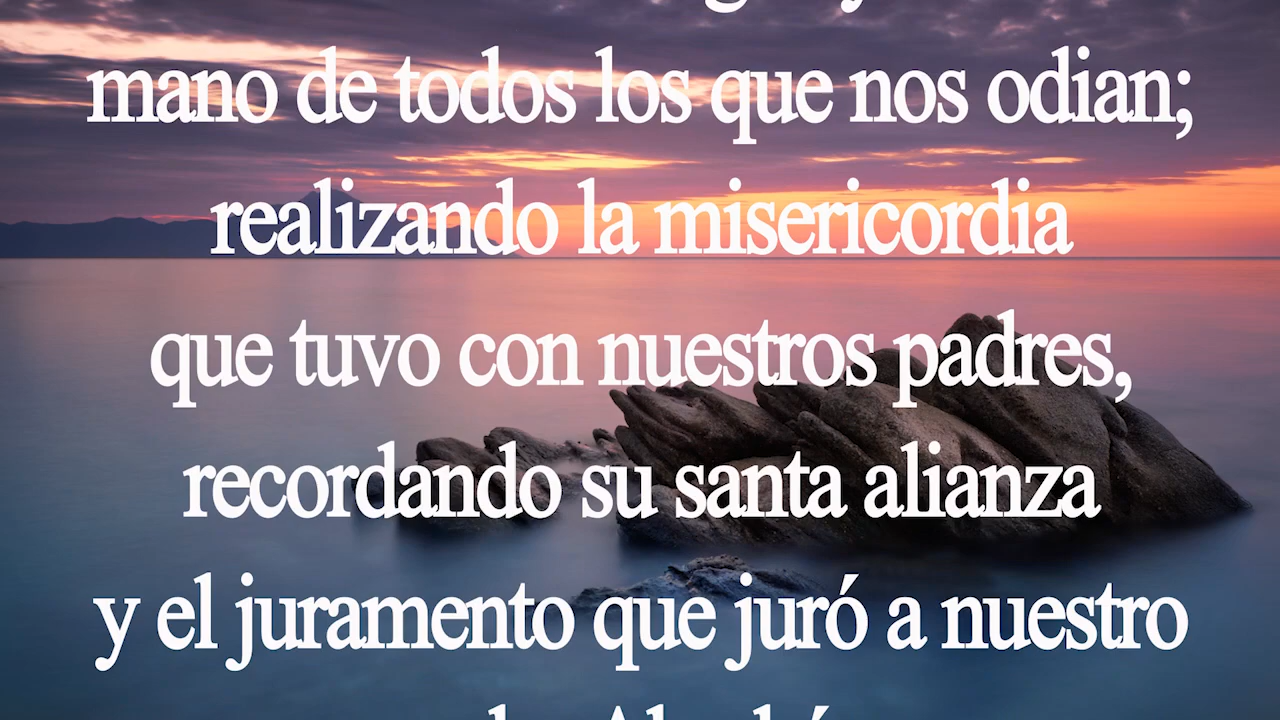 mano de todos los que nos odian;
realizando la misericordia
que tuvo con nuestros padres,
recordando su santa alianza
y el juramento que juró a nuestro